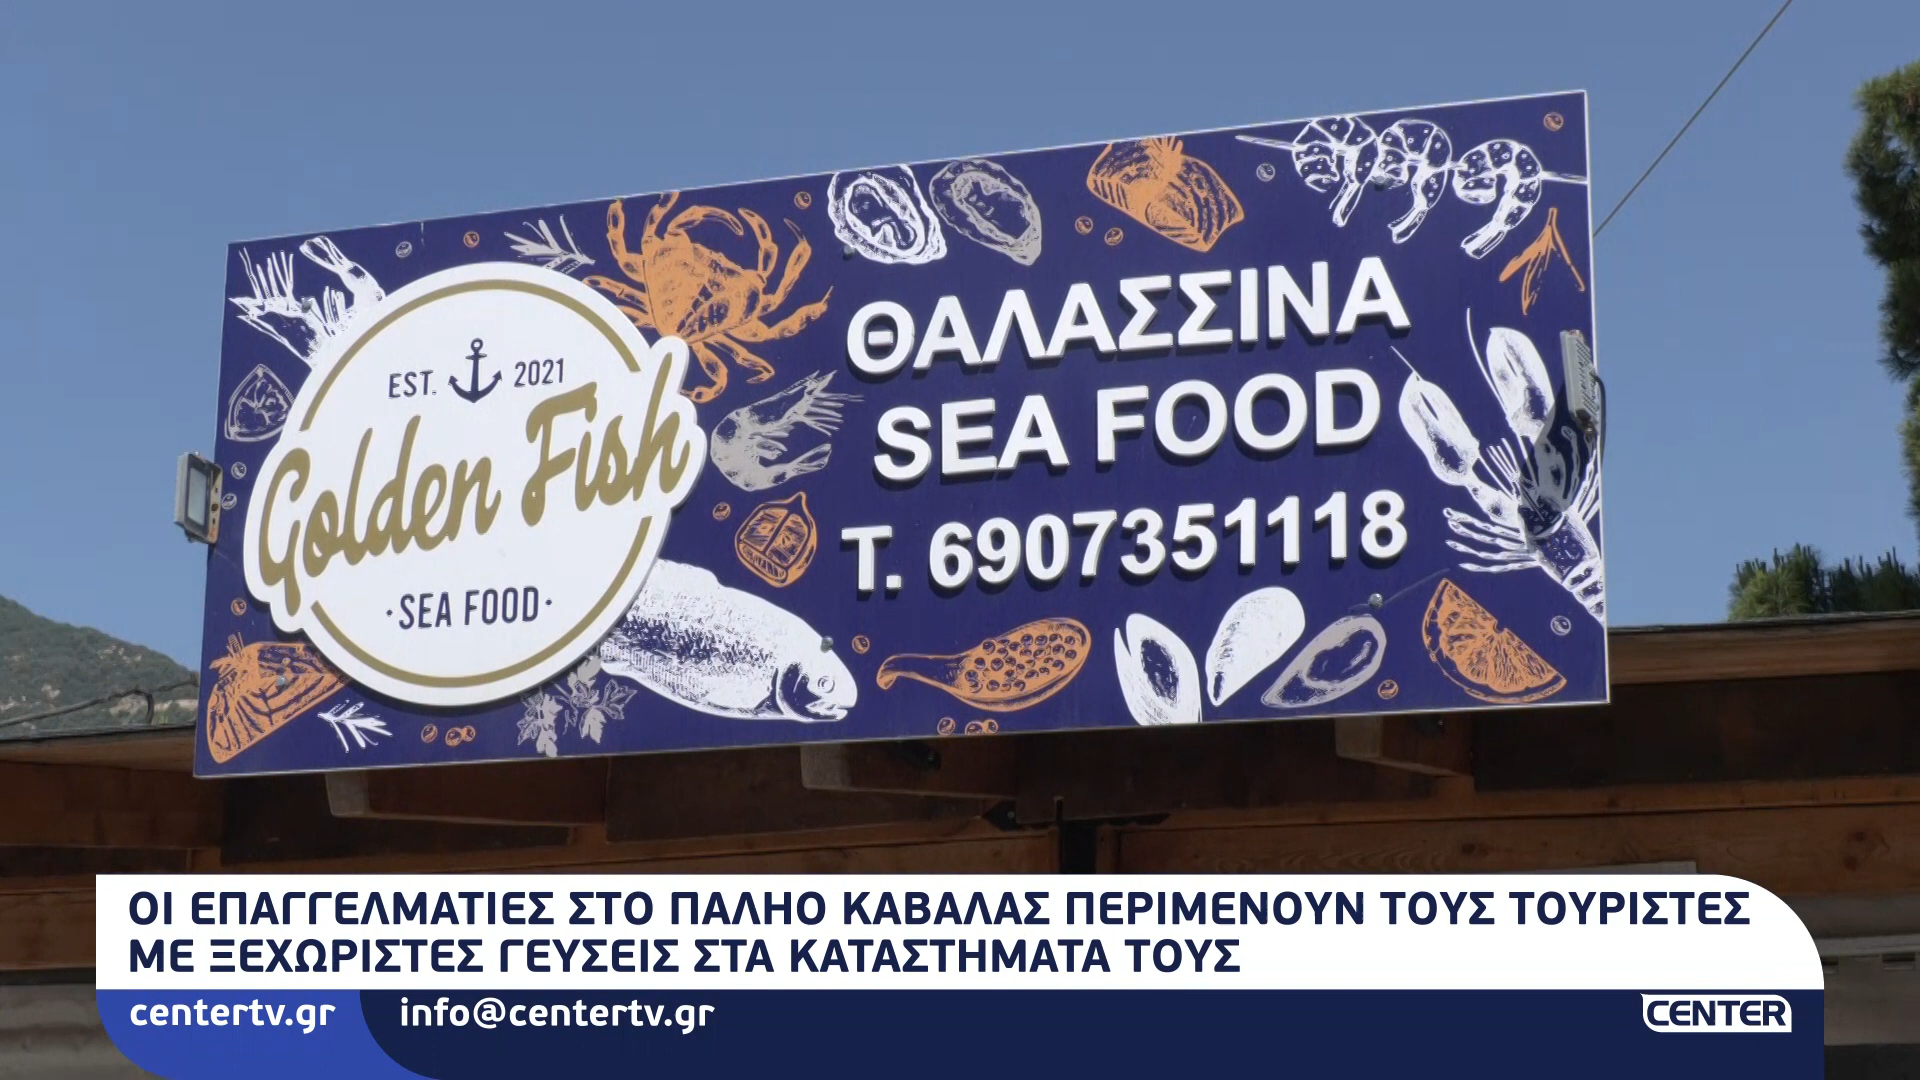 EST. 2021
Golden Fish
·SEA FOOD·
ΘΑΛΑΣΣΙΝΑ
SEA FOOD
Τ. 6907351118
ΟΙ ΕΠΑΓΓΕΛΜΑΤΙΕΣ ΣΤΟ ΠΑΛΗΟ ΚΑΒΑΛΑΣ ΠΕΡΙΜΕΝΟΥΝ ΤΟΥΣ ΤΟΥΡΙΣΤΕΣ
ΜΕ ΞΕΧΩΡΙΣΤΕΣ ΓΕΥΣΕΙΣ ΣΤΑ ΚΑΤΑΣΤΗΜΑΤΑ ΤΟΥΣ
centertv.gr info@centertv.gr CENTER